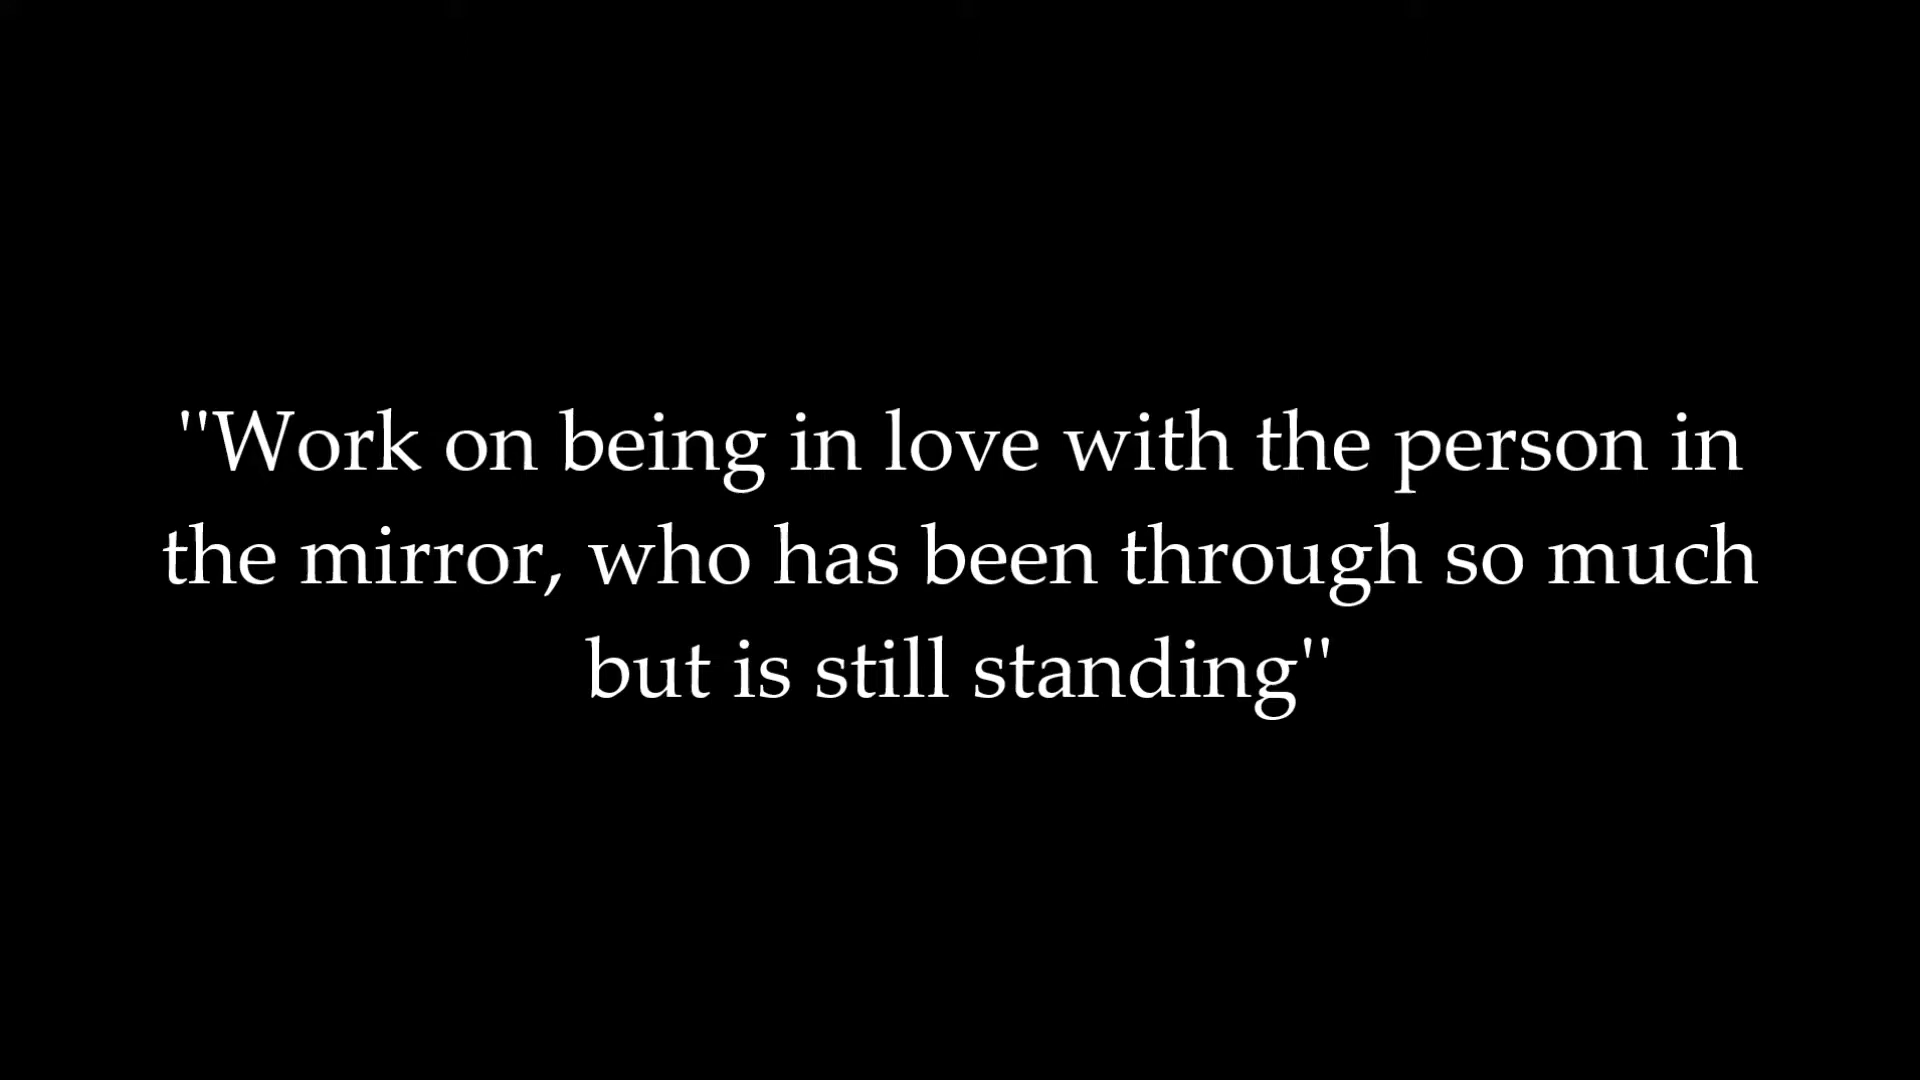 "Work on being in love with the person in
the mirror, who has been through so much
but is still standing"